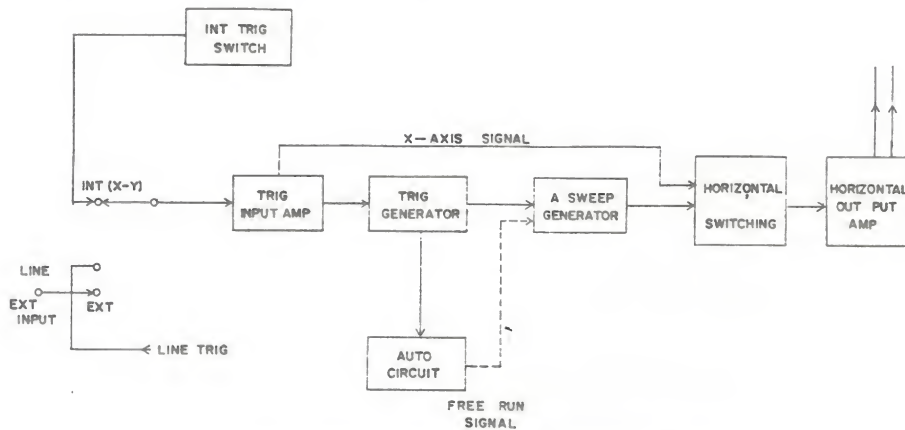 INT TRIG
SWITCH
X-AXIS SIGNAL
INT (X-Y)
TRIG
INPUT AMP
TRIG
GENERATOR
A SWEEP
GENERATOR
HORIZONTAL
SWITCHING
HORIZONTAL
OUT PUT
AMP
LINE
EXT
INPUT
EXT
LINE TRIG
AUTO
CIRCUIT
FREE RUN
SIGNAL